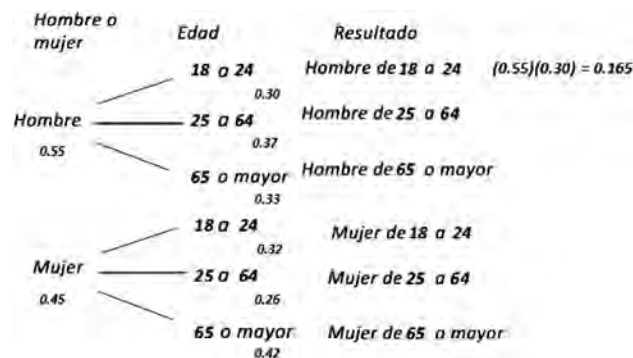 Hombre o mujer Edad Resultado
18 a 24 Hombre de 18 a 24 (0.55)(0.30) = 0.165
0.30
Hombre 25 a 64 Hombre de 25 a 64
0.55 0.37
65 o mayor Hombre de 65 o mayor
0.33
18 a 24 Mujer de 18 a 24
0.32
Mujer 25 a 64 Mujer de 25 a 64
0.45 0.26
65 o mayor Mujer de 65 o mayor
0.42